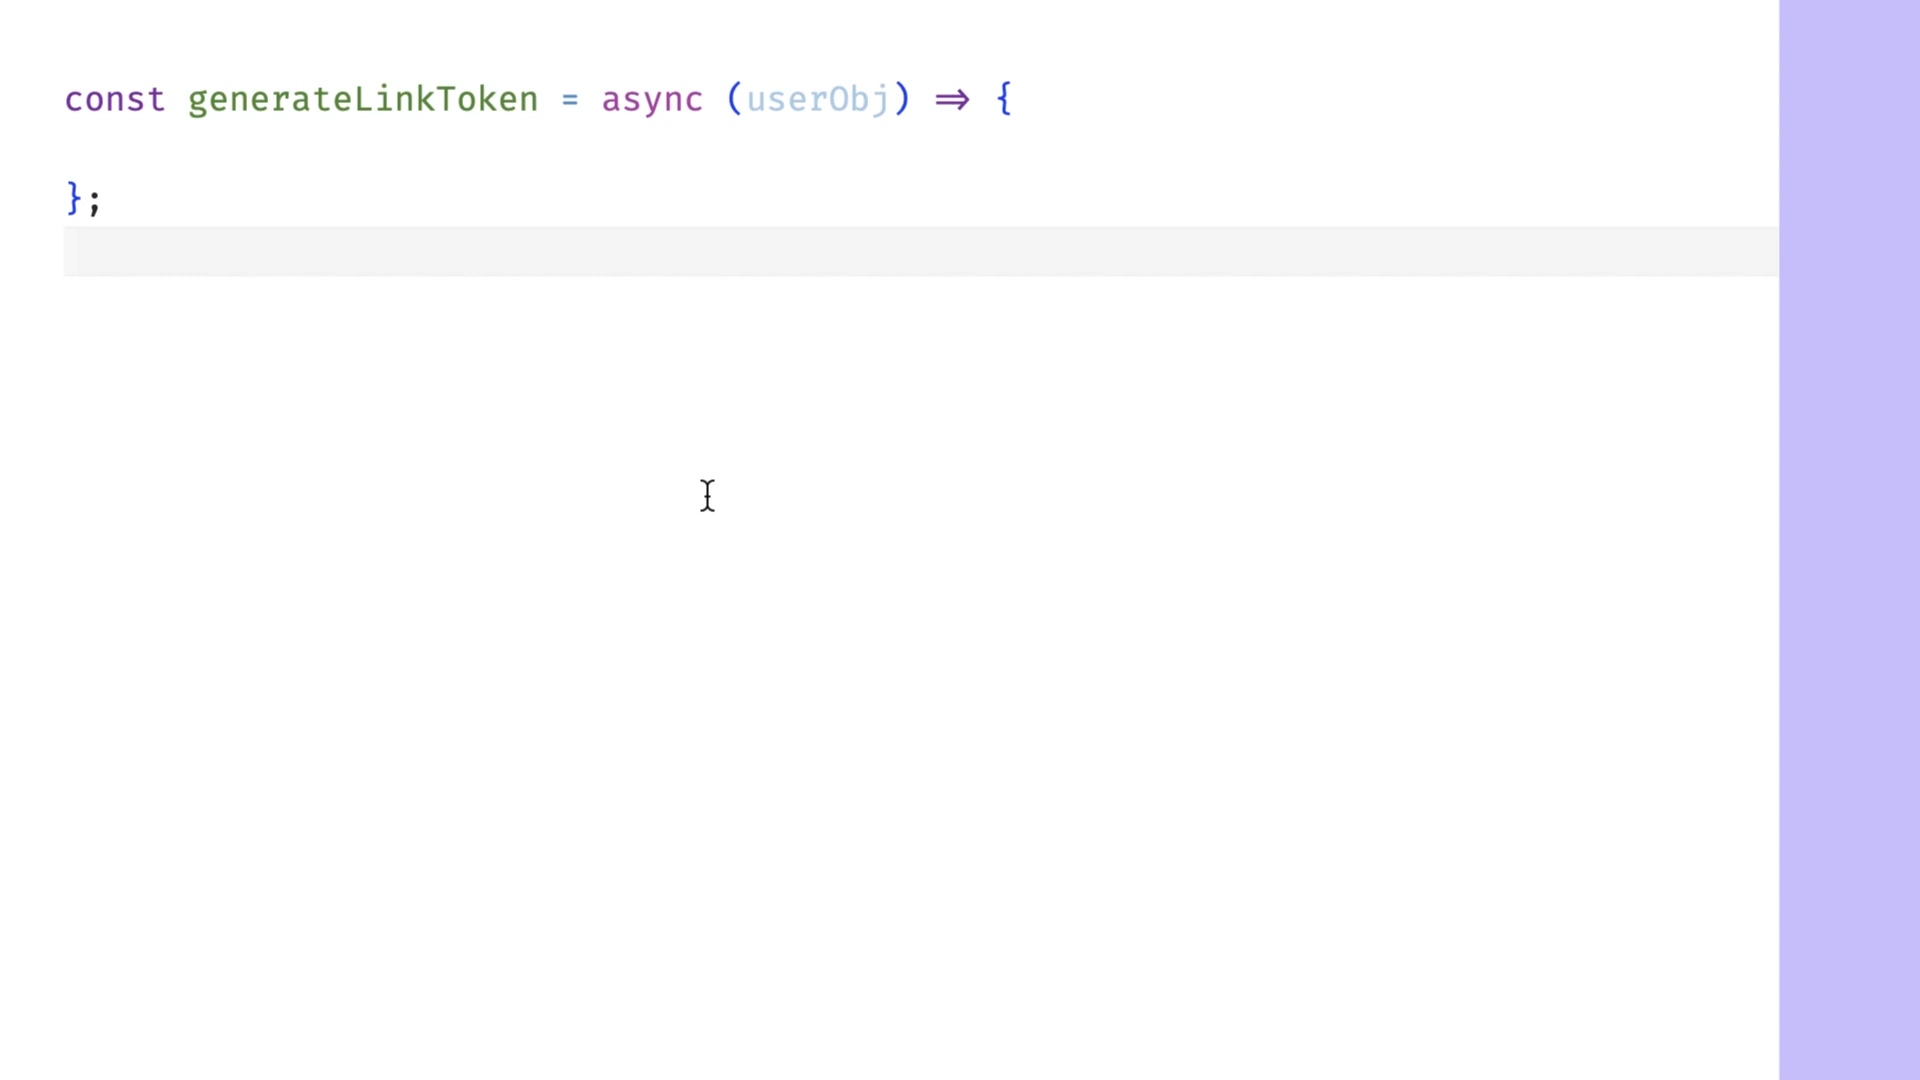 const generateLinkToken = async (userObj) => {
};